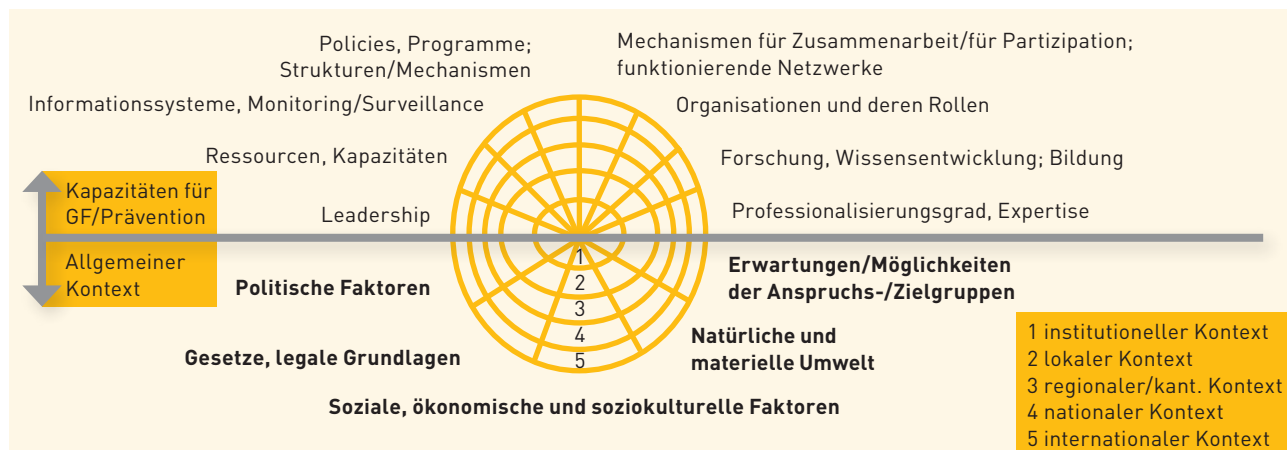 Policies, Programme;
Strukturen/Mechanismen
Mechanismen für Zusammenarbeit/für Partizipation;
funktionierende Netzwerke
Informationssysteme, Monitoring/Surveillance
Organisationen und deren Rollen
Ressourcen, Kapazitäten
Forschung, Wissensentwicklung; Bildung
Kapazitäten für
GF/Prävention
Leadership
Professionalisierungsgrad, Expertise
Allgemeiner
Kontext
Politische Faktoren
Erwartungen/Möglichkeiten
der Anspruchs-/Zielgruppen
1
2
3
4
5
Gesetze, legale Grundlagen
Natürliche und
materielle Umwelt
Soziale, ökonomische und soziokulturelle Faktoren
1 institutioneller Kontext
2 lokaler Kontext
3 regionaler/kant. Kontext
4 nationaler Kontext
5 internationaler Kontext